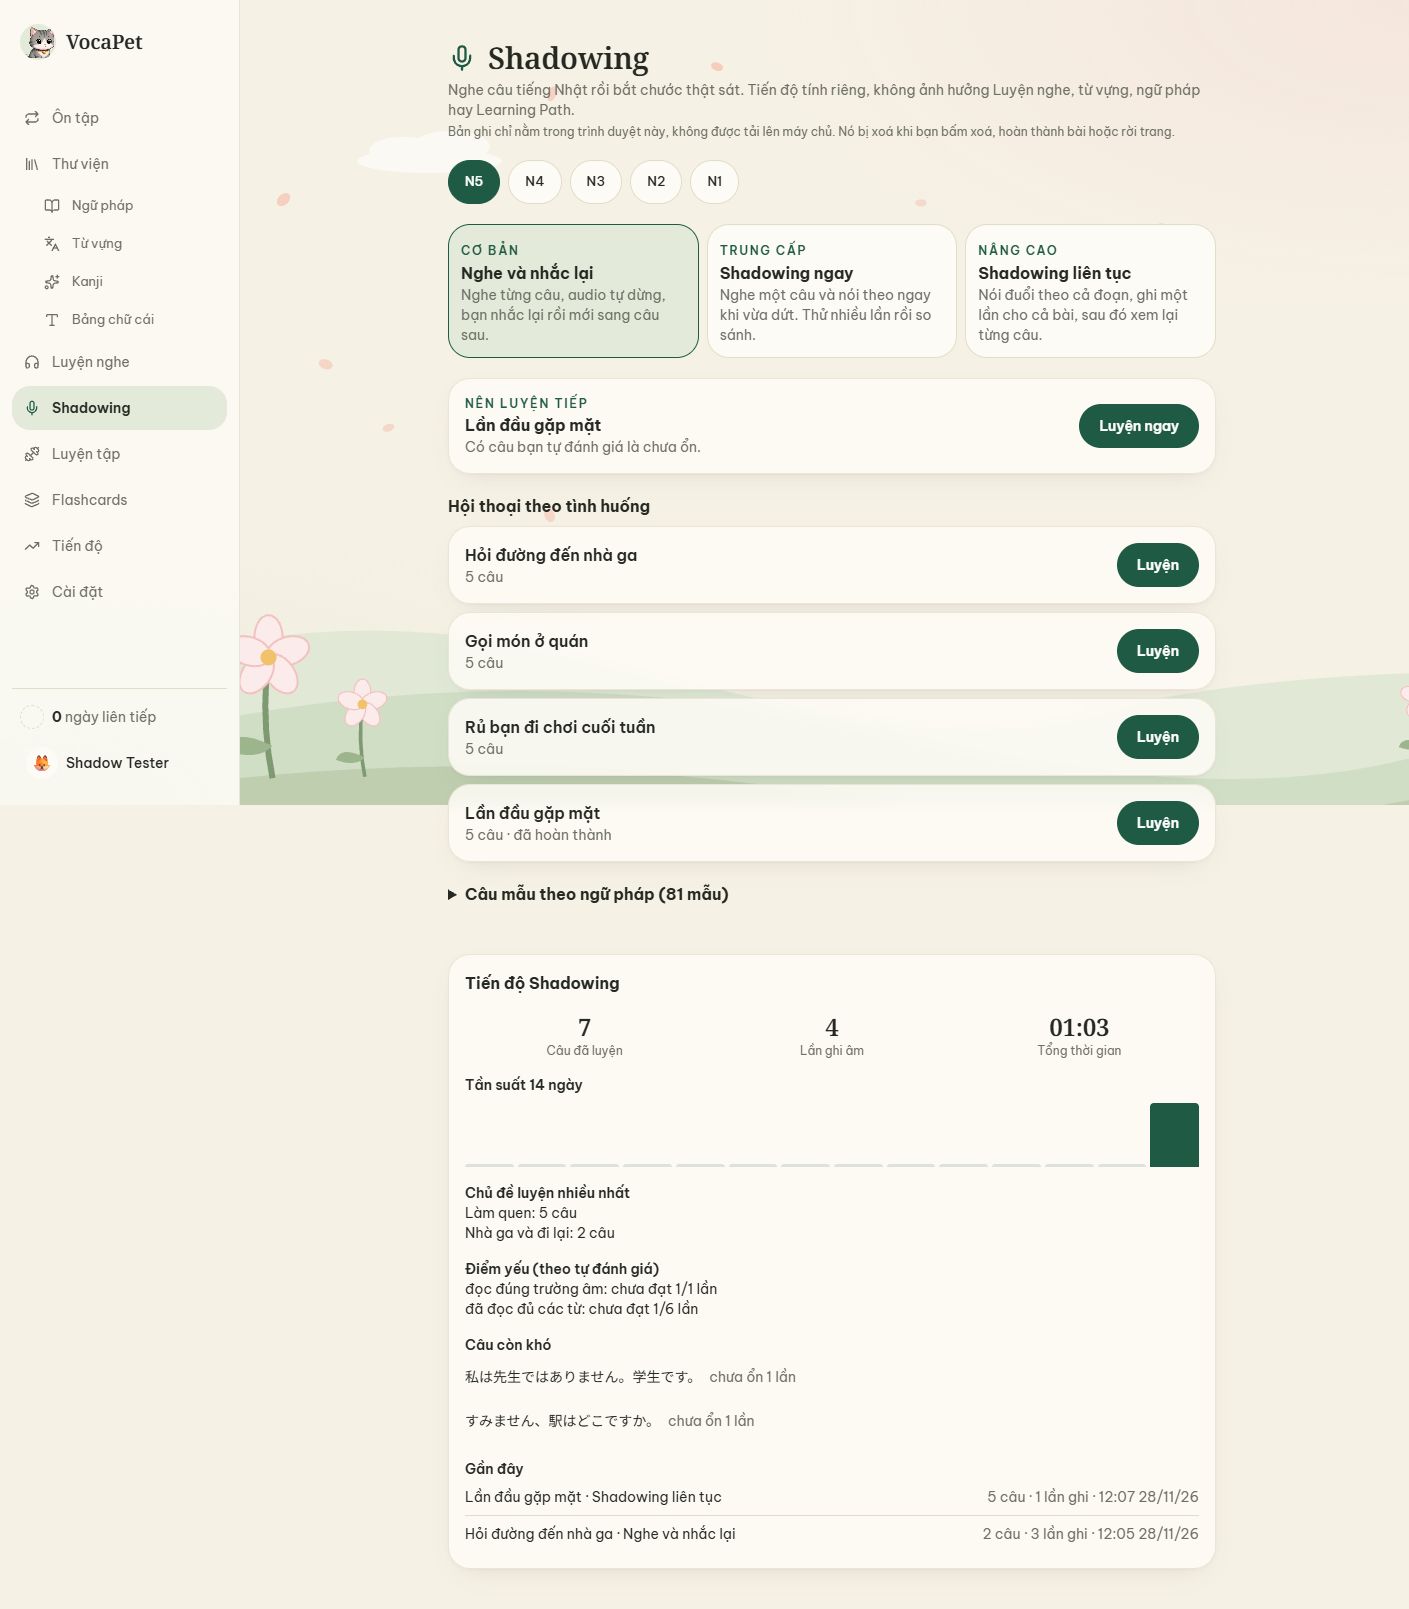 VocaPet
Ôn tập
Thư viện
Ngữ pháp
Từ vựng
Kanji
Bảng chữ cái
Luyện nghe
Shadowing
Luyện tập
Flashcards
Tiến độ
Cài đặt
0 ngày liên tiếp
Shadow Tester
Shadowing
Nghe câu tiếng Nhật rồi bắt chước thật sát. Tiến độ tính riêng, không ảnh hưởng Luyện nghe, từ vựng, ngữ pháp
hay Learning Path.
Bản ghi chỉ nằm trong trình duyệt này, không được tải lên máy chủ. Nó bị xoá khi bạn bấm xoá, hoàn thành bài hoặc rời trang.
N5 N4 N3 N2 N1
CƠ BẢN
Nghe và nhắc lại
Nghe từng câu, audio tự dừng,
bạn nhắc lại rồi mới sang câu
sau.
TRUNG CẤP
Shadowing ngay
Nghe một câu và nói theo ngay
khi vừa dứt. Thử nhiều lần rồi so
sánh.
NÂNG CAO
Shadowing liên tục
Nói đuổi theo cả đoạn, ghi một
lần cho cả bài, sau đó xem lại
từng câu.
NÊN LUYỆN TIẾP
Lần đầu gặp mặt
Có câu bạn tự đánh giá là chưa ổn.
Luyện ngay
Hội thoại theo tình huống
Hỏi đường đến nhà ga
5 câu
Luyện
Gọi món ở quán
5 câu
Luyện
Rủ bạn đi chơi cuối tuần
5 câu
Luyện
Lần đầu gặp mặt
5 câu · đã hoàn thành
Luyện
Câu mẫu theo ngữ pháp (81 mẫu)
Tiến độ Shadowing
7
Câu đã luyện
4
Lần ghi âm
01:03
Tổng thời gian
Tần suất 14 ngày
Chủ đề luyện nhiều nhất
Làm quen: 5 câu
Nhà ga và đi lại: 2 câu
Điểm yếu (theo tự đánh giá)
đọc đúng trường âm: chưa đạt 1/1 lần
đã đọc đủ các từ: chưa đạt 1/6 lần
Câu còn khó
私は先生ではありません。学生です。 chưa ổn 1 lần
すみません、駅はどこですか。 chưa ổn 1 lần
Gần đây
Lần đầu gặp mặt · Shadowing liên tục 5 câu · 1 lần ghi · 12:07 28/11/26
Hỏi đường đến nhà ga · Nghe và nhắc lại 2 câu · 3 lần ghi · 12:05 28/11/26